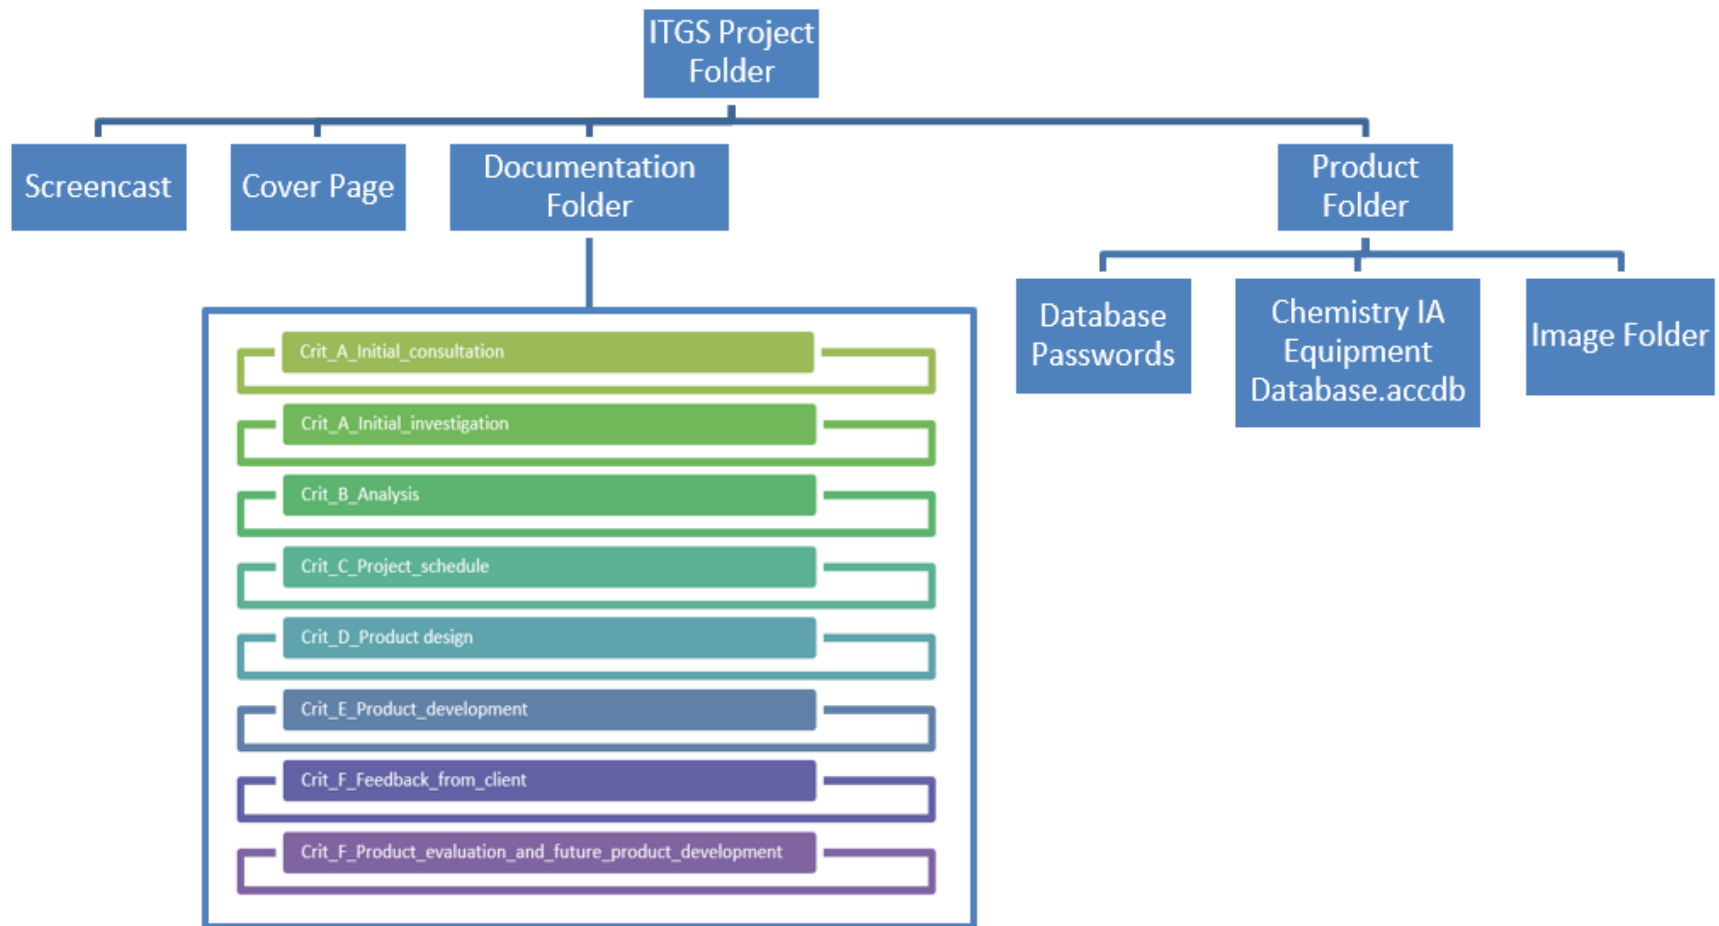 ITGS Project
Folder
Screencast
Cover Page
Documentation
Folder
Product
Folder
Crit_A_Initial_consultation
Crit_A_Initial_investigation
Crit_B_Analysis
Crit_C_Project_schedule
Crit_D_Product design
Crit_E_Product_development
Crit_F_Feedback_from_client
Crit_F_Product_evaluation_and_future_product_development
Database
Passwords
Chemistry IA
Equipment
Database.accdb
Image Folder